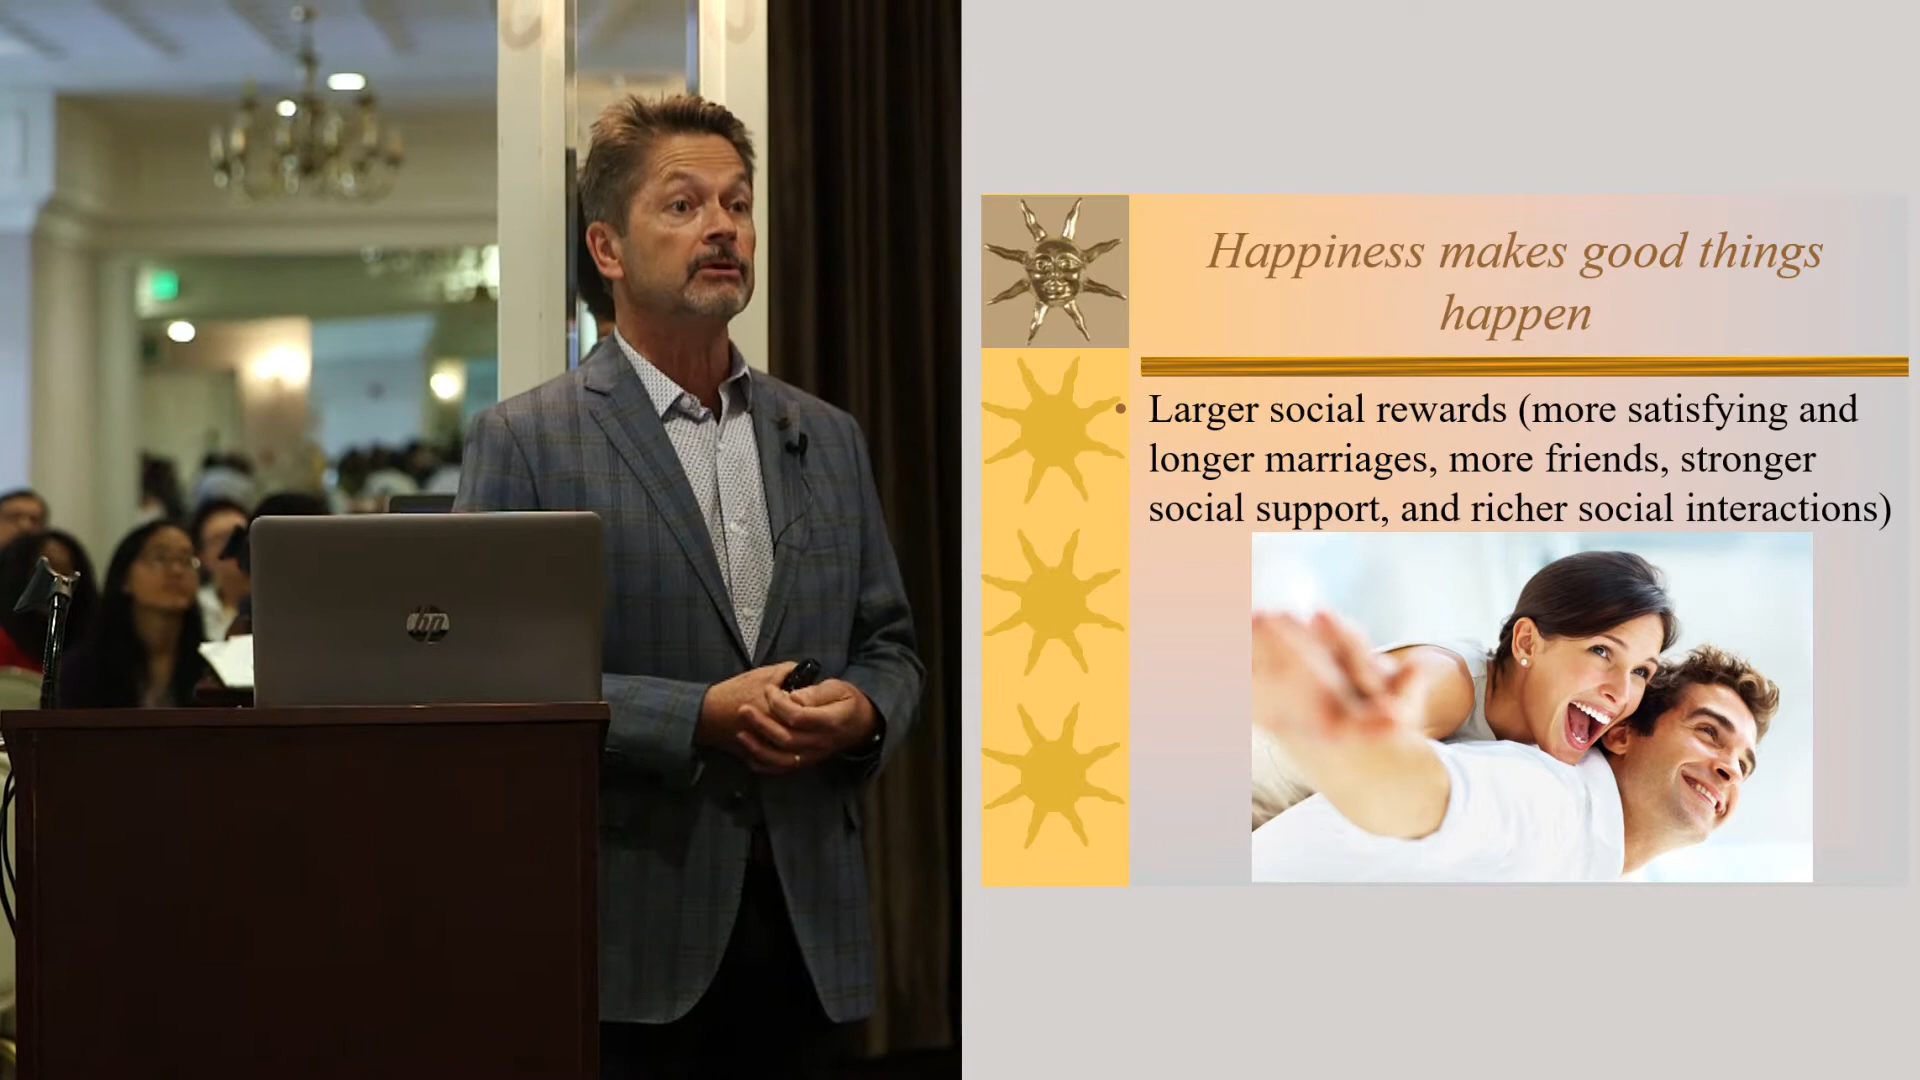 Happiness makes good things
happen
• Larger social rewards (more satisfying and
longer marriages, more friends, stronger
social support, and richer social interactions)
hp